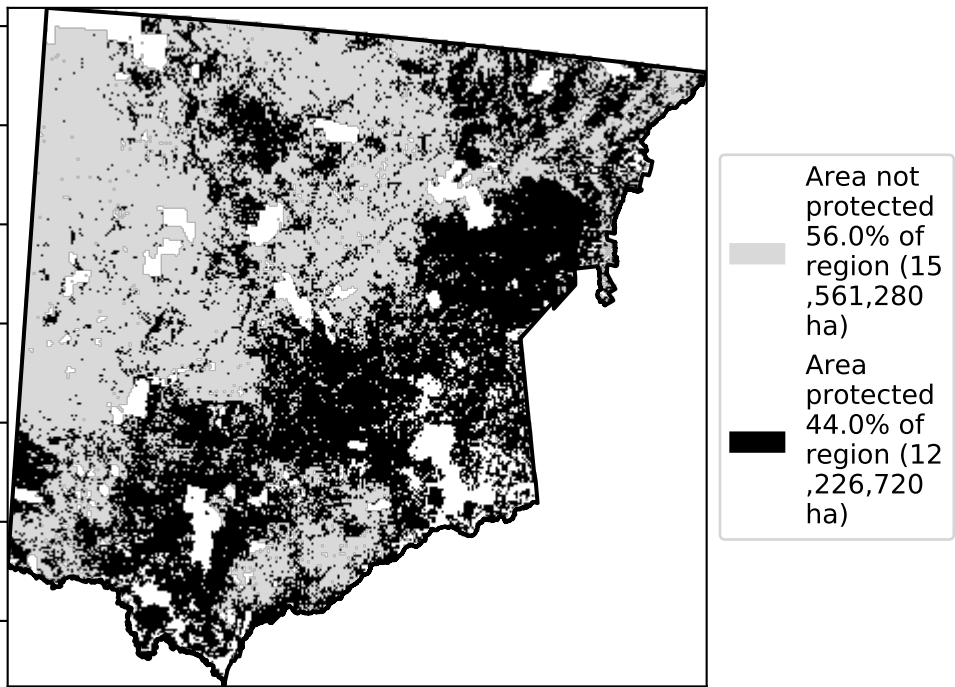 Area not
protected
56.0% of
region (15
,561,280
ha)
Area
protected
44.0% of
region (12
,226,720
ha)